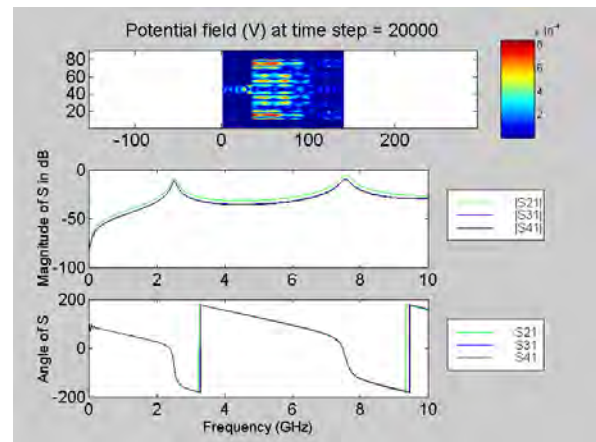 Potential field (V) at time step = 20000
80
60
40
20
-100
0
100
200
x 10^-4
8
6
4
2
Magnitude of S in dB
0
-50
-100
0
2
4
6
8
10
|S21|
|S31|
|S41|
Angle of S
200
0
-200
0
2
4
6
8
10
Frequency (GHz)
S21
S31
S41